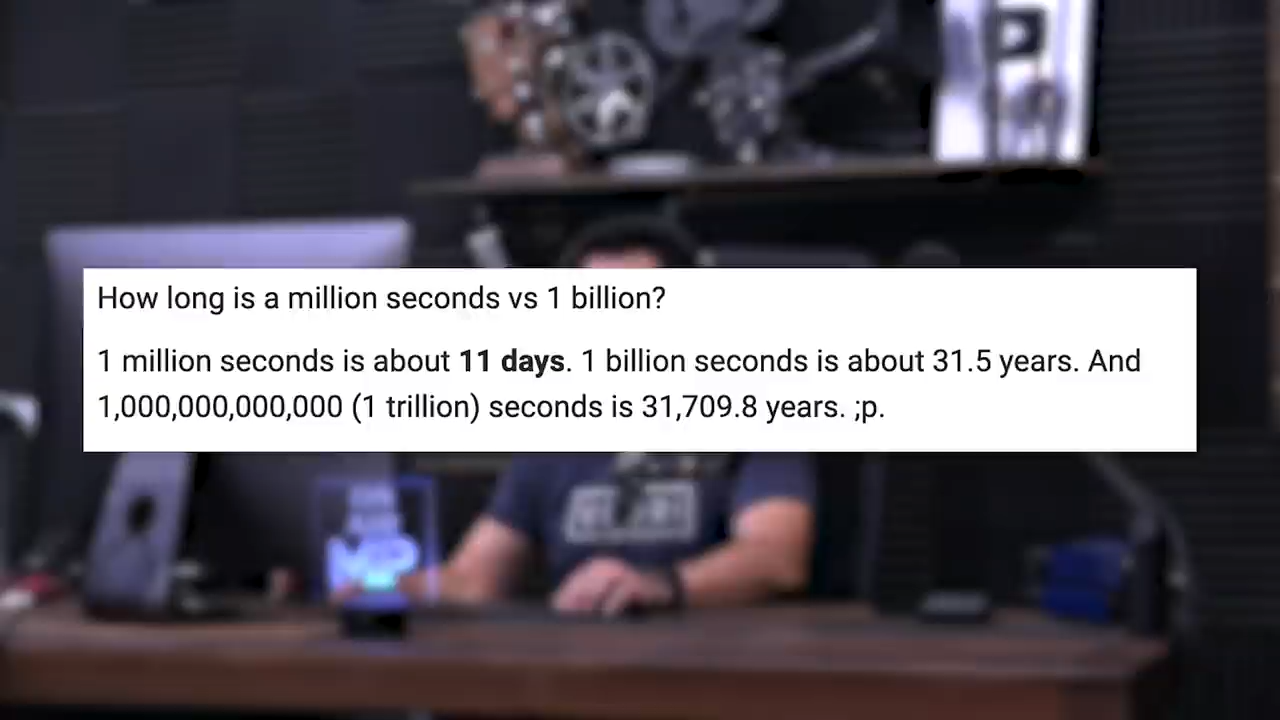 How long is a million seconds vs 1 billion?
1 million seconds is about 11 days. 1 billion seconds is about 31.5 years. And
1,000,000,000,000 (1 trillion) seconds is 31,709.8 years. ;p.